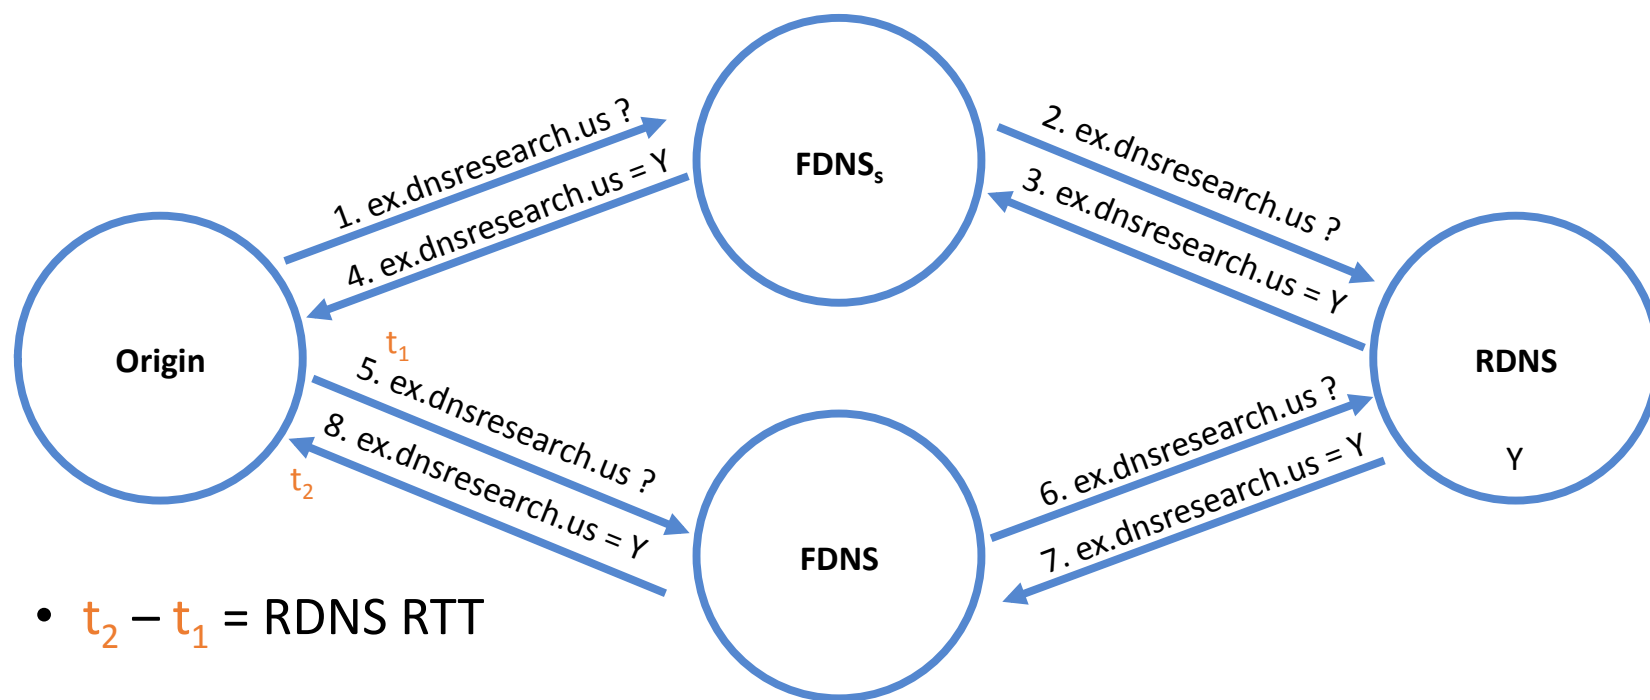 1. ex.dnsresearch.us ?
4. ex.dnsresearch.us = Y
FDNSₛ
2. ex.dnsresearch.us ?
3. ex.dnsresearch.us = Y
Origin
RDNS
Y
t₁
5. ex.dnsresearch.us ?
8. ex.dnsresearch.us = Y
t₂
FDNS
6. ex.dnsresearch.us ?
7. ex.dnsresearch.us = Y
• t₂ – t₁ = RDNS RTT